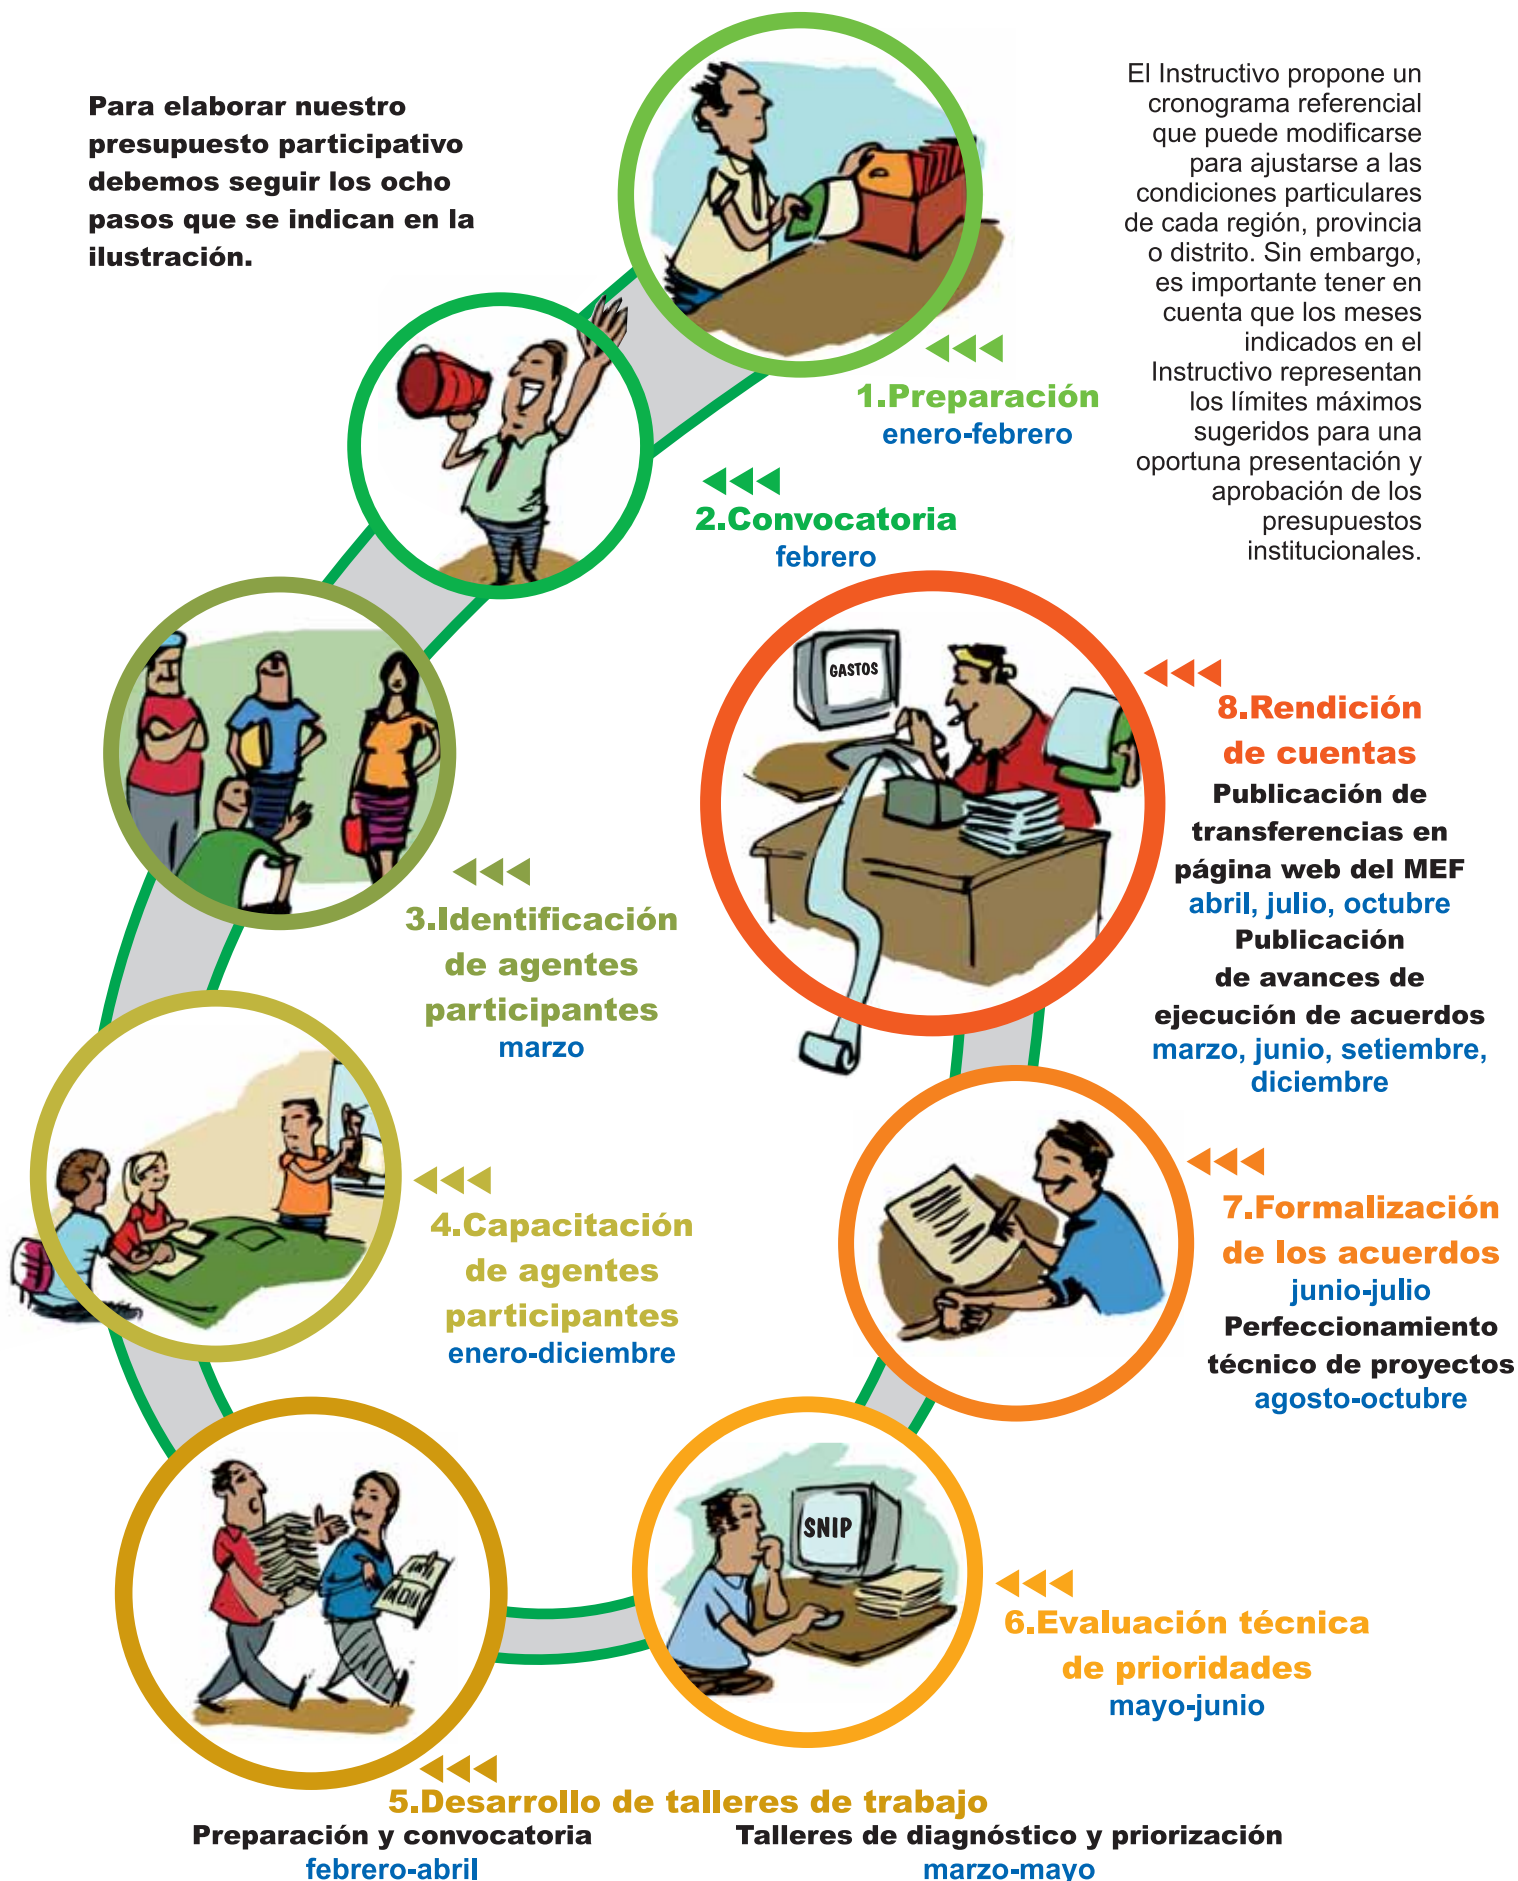 Para elaborar nuestro
presupuesto participativo
debemos seguir los ocho
pasos que se indican en la
ilustración.
El Instructivo propone un
cronograma referencial
que puede modificarse
para ajustarse a las
condiciones particulares
de cada región, provincia
o distrito. Sin embargo,
es importante tener en
cuenta que los meses
indicados en el
Instructivo representan
los límites máximos
sugeridos para una
oportuna presentación y
aprobación de los
presupuestos
institucionales.
1.Preparación
enero-febrero
2.Convocatoria
febrero
3.Identificación
de agentes
participantes
marzo
4.Capacitación
de agentes
participantes
enero-diciembre
5.Desarrollo de talleres de trabajo
Preparación y convocatoria
febrero-abril
Talleres de diagnóstico y priorización
marzo-mayo
SNIP
6.Evaluación técnica
de prioridades
mayo-junio
7.Formalización
de los acuerdos
junio-julio
Perfeccionamiento
técnico de proyectos
agosto-octubre
GASTOS
8.Rendición
de cuentas
Publicación de
transferencias en
página web del MEF
abril, julio, octubre
Publicación
de avances de
ejecución de acuerdos
marzo, junio, setiembre,
diciembre